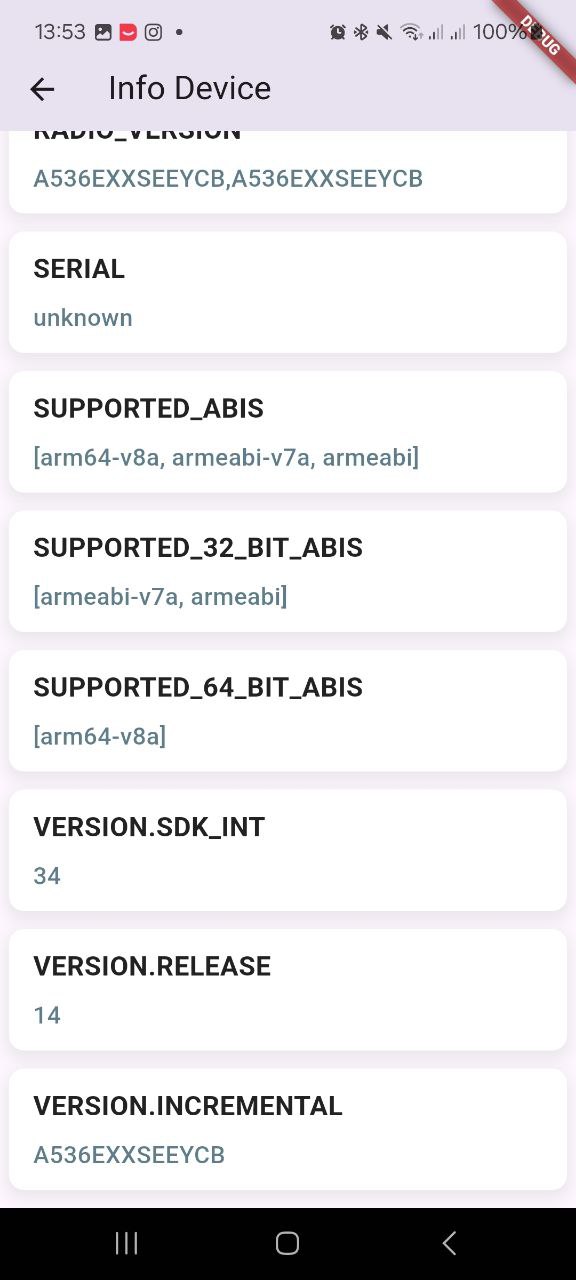 13:53
100%
DEBUG
Info Device
RADIO_VERSION
A536EXXSEEYCB,A536EXXSEEYCB
SERIAL
unknown
SUPPORTED_ABIS
[arm64-v8a, armeabi-v7a, armeabi]
SUPPORTED_32_BIT_ABIS
[armeabi-v7a, armeabi]
SUPPORTED_64_BIT_ABIS
[arm64-v8a]
VERSION.SDK_INT
34
VERSION.RELEASE
14
VERSION.INCREMENTAL
A536EXXSEEYCB